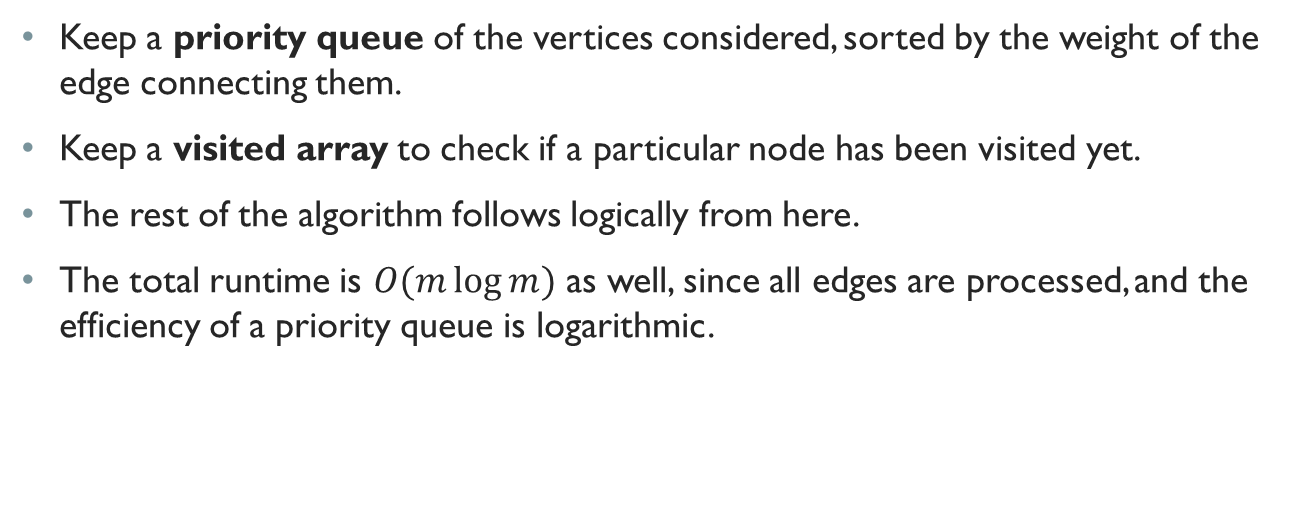 • Keep a priority queue of the vertices considered, sorted by the weight of the
edge connecting them.
• Keep a visited array to check if a particular node has been visited yet.
• The rest of the algorithm follows logically from here.
• The total runtime is O(m log m) as well, since all edges are processed, and the
efficiency of a priority queue is logarithmic.